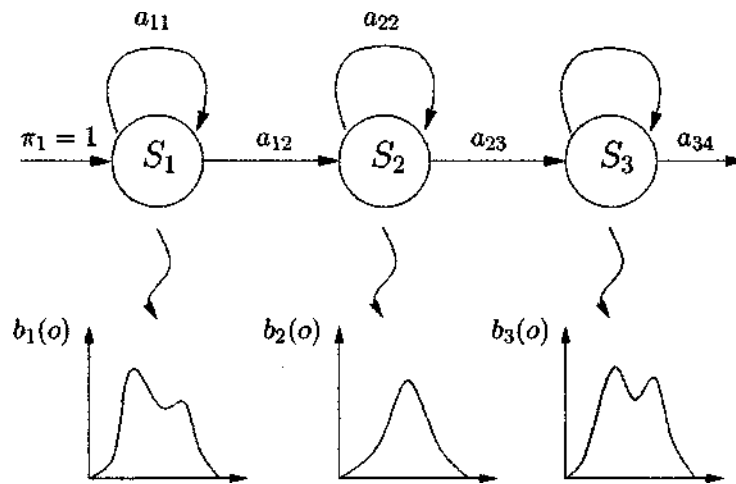 a₁₁ a₂₂
π₁ = 1 S₁ a₁₂ S₂ a₂₃ S₃ a₃₄
b₁(o) b₂(o) b₃(o)